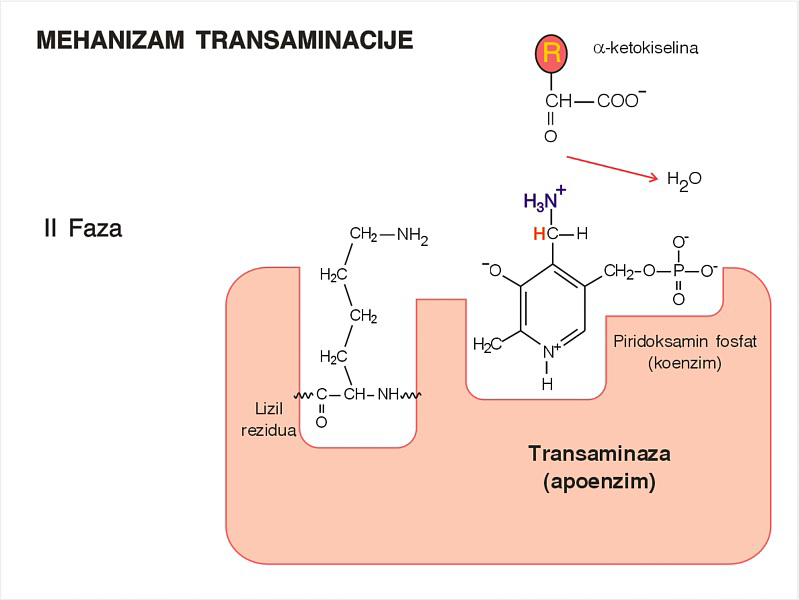 MEHANIZAM TRANSAMINACIJE
R
α-ketokiselina
CH—COO⁻
O
H₂O
H₃N⁺
HC—H
II Faza
CH₂—NH₂
O⁻
⁻O
CH₂-O—P—O⁻
H₂C
O
CH₂
Piridoksamin fosfat
(koenzim)
H₂C
N⁺
H₂C
H
C—CH—NH
O
Lizil
rezidua
Transaminaza
(apoenzim)